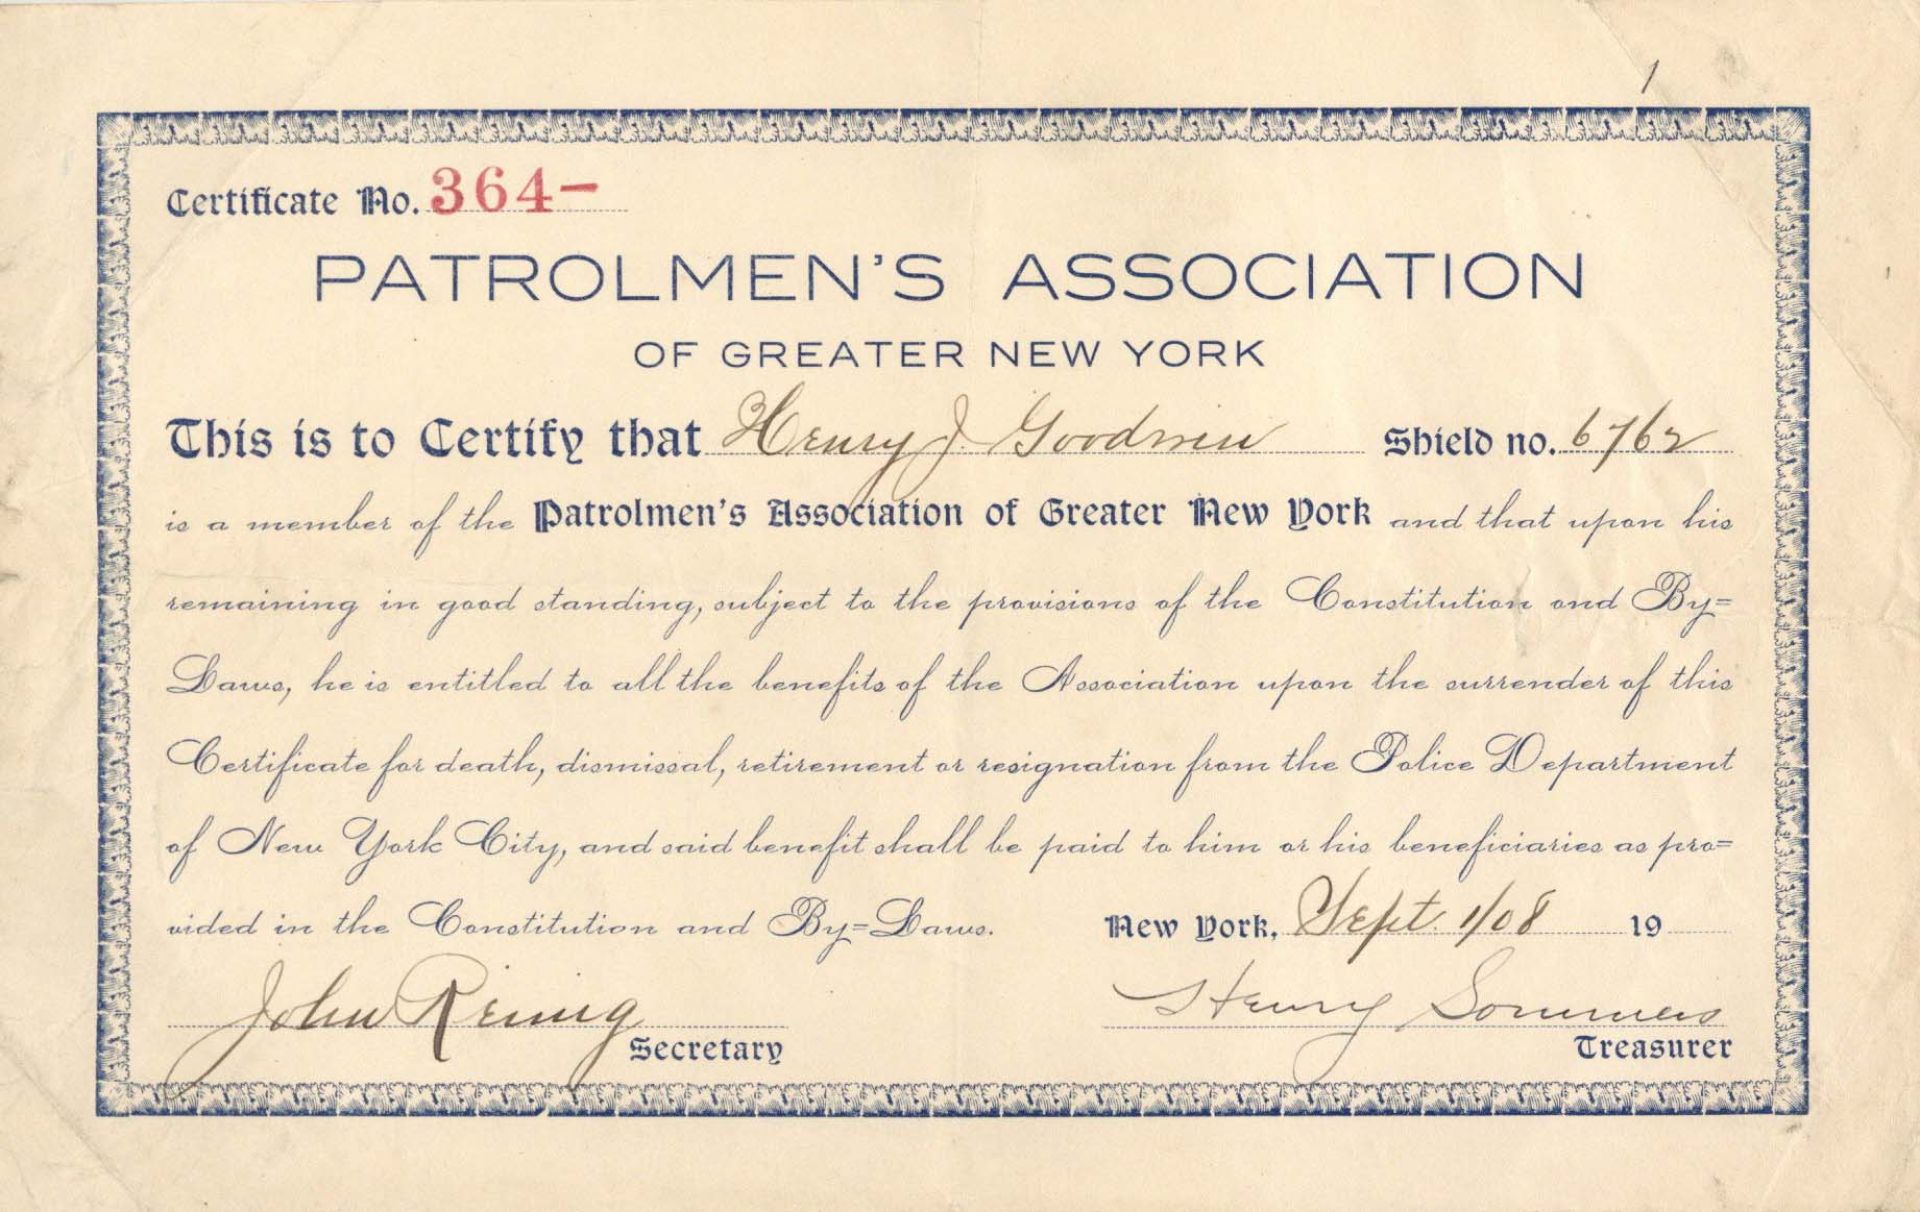 1
Certificate No. 364-
PATROLMEN'S ASSOCIATION
OF GREATER NEW YORK
This is to Certify that Henry J. Goodwin Shield no. 6762
is a member of the Patrolmen's Association of Greater New York and that upon his
remaining in good standing, subject to the provisions of the Constitution and By=
Laws, he is entitled to all the benefits of the Association upon the surrender of this
Certificate for death, dismissal, retirement or resignation from the Police Department
of New York City, and said benefit shall be paid to him or his beneficiaries as pro=
vided in the Constitution and By=Laws. New York, Sept. 1/08 19
John Reinig Henry Sommers
Secretary Treasurer